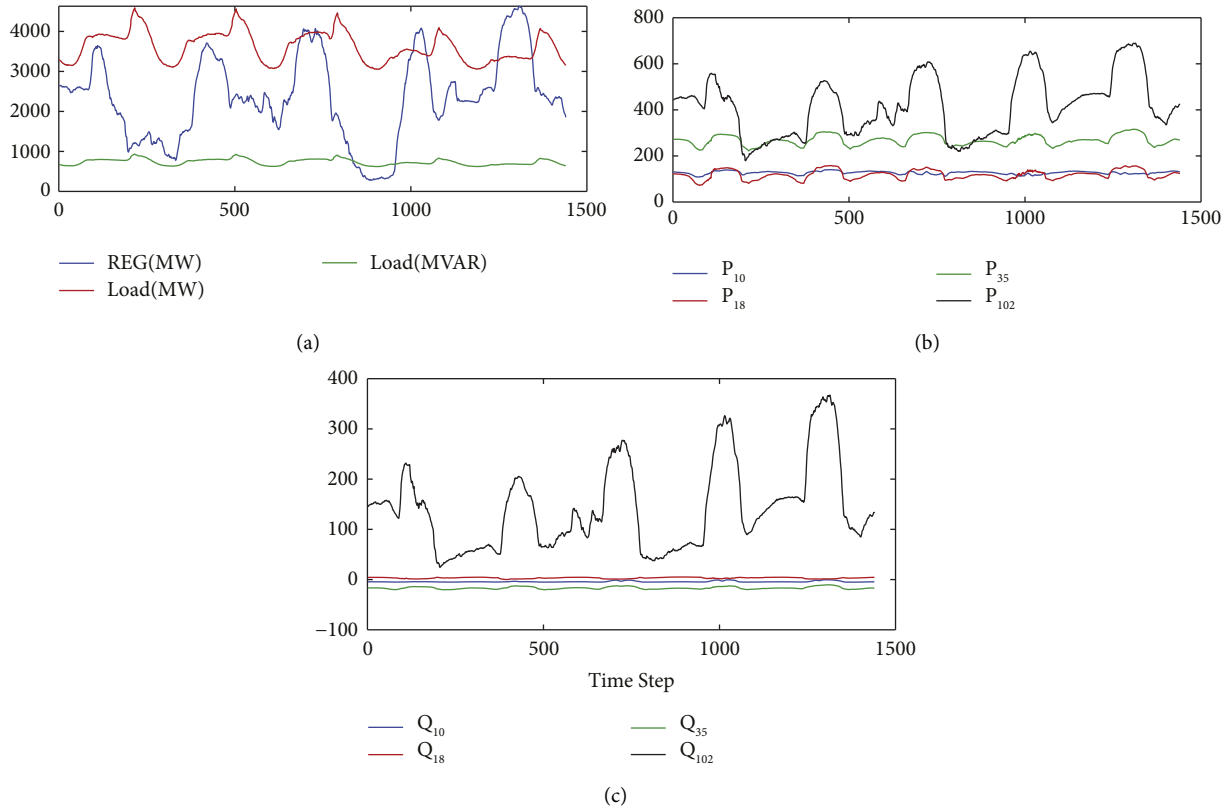 4000
3000
2000
1000
0
0 500 1000 1500
REG(MW) Load(MVAR)
Load(MW)
(a)
800
600
400
200
0
0 500 1000 1500
P₁₀ P₃₅
P₁₈ P₁₀₂
(b)
400
300
200
100
0
−100
0 500 1000 1500
Time Step
Q₁₀ Q₃₅
Q₁₈ Q₁₀₂
(c)